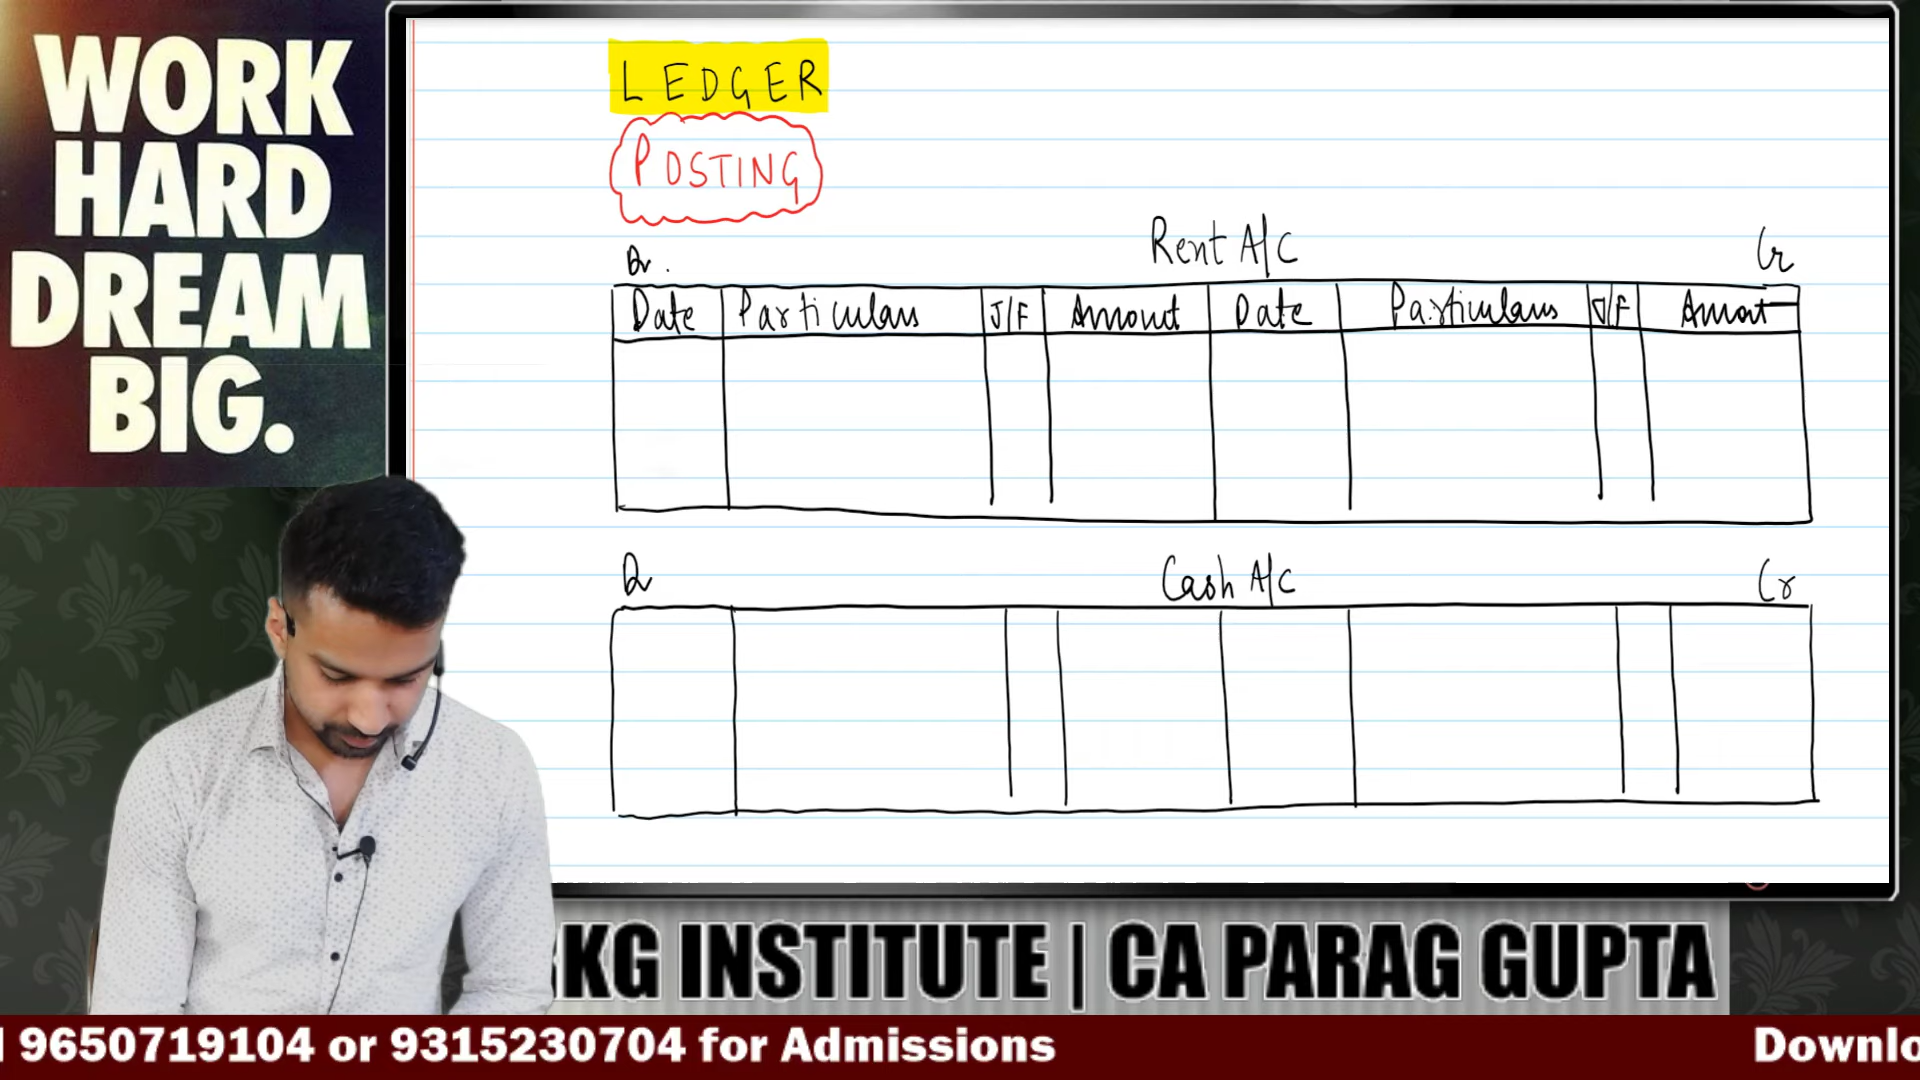 WORK
HARD
DREAM
BIG.
LEDGER
POSTING
Dr. Rent A/C Cr
Date Particulars J/F Amount Date Particulars J/F Amount
Dr Cash A/C Cr
KG INSTITUTE | CA PARAG GUPTA
9650719104 or 9315230704 for Admissions
Downlo